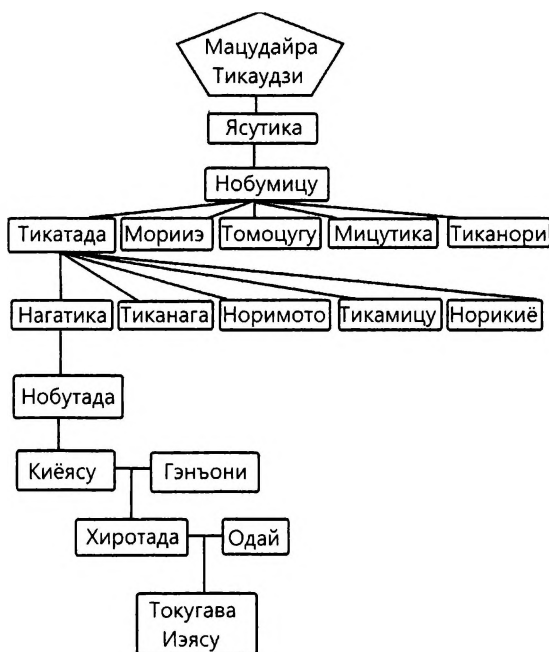 Мацудайра
Тикаудзи
Ясутика
Нобумицу
Тикатада Морииэ Томоцугу Мицутика Тиканори
Нагатика Тиканага Норимото Тикамицу Норикиё
Нобутада
Киёясу Гэнъони
Хиротада Одай
Токугава
Иэясу